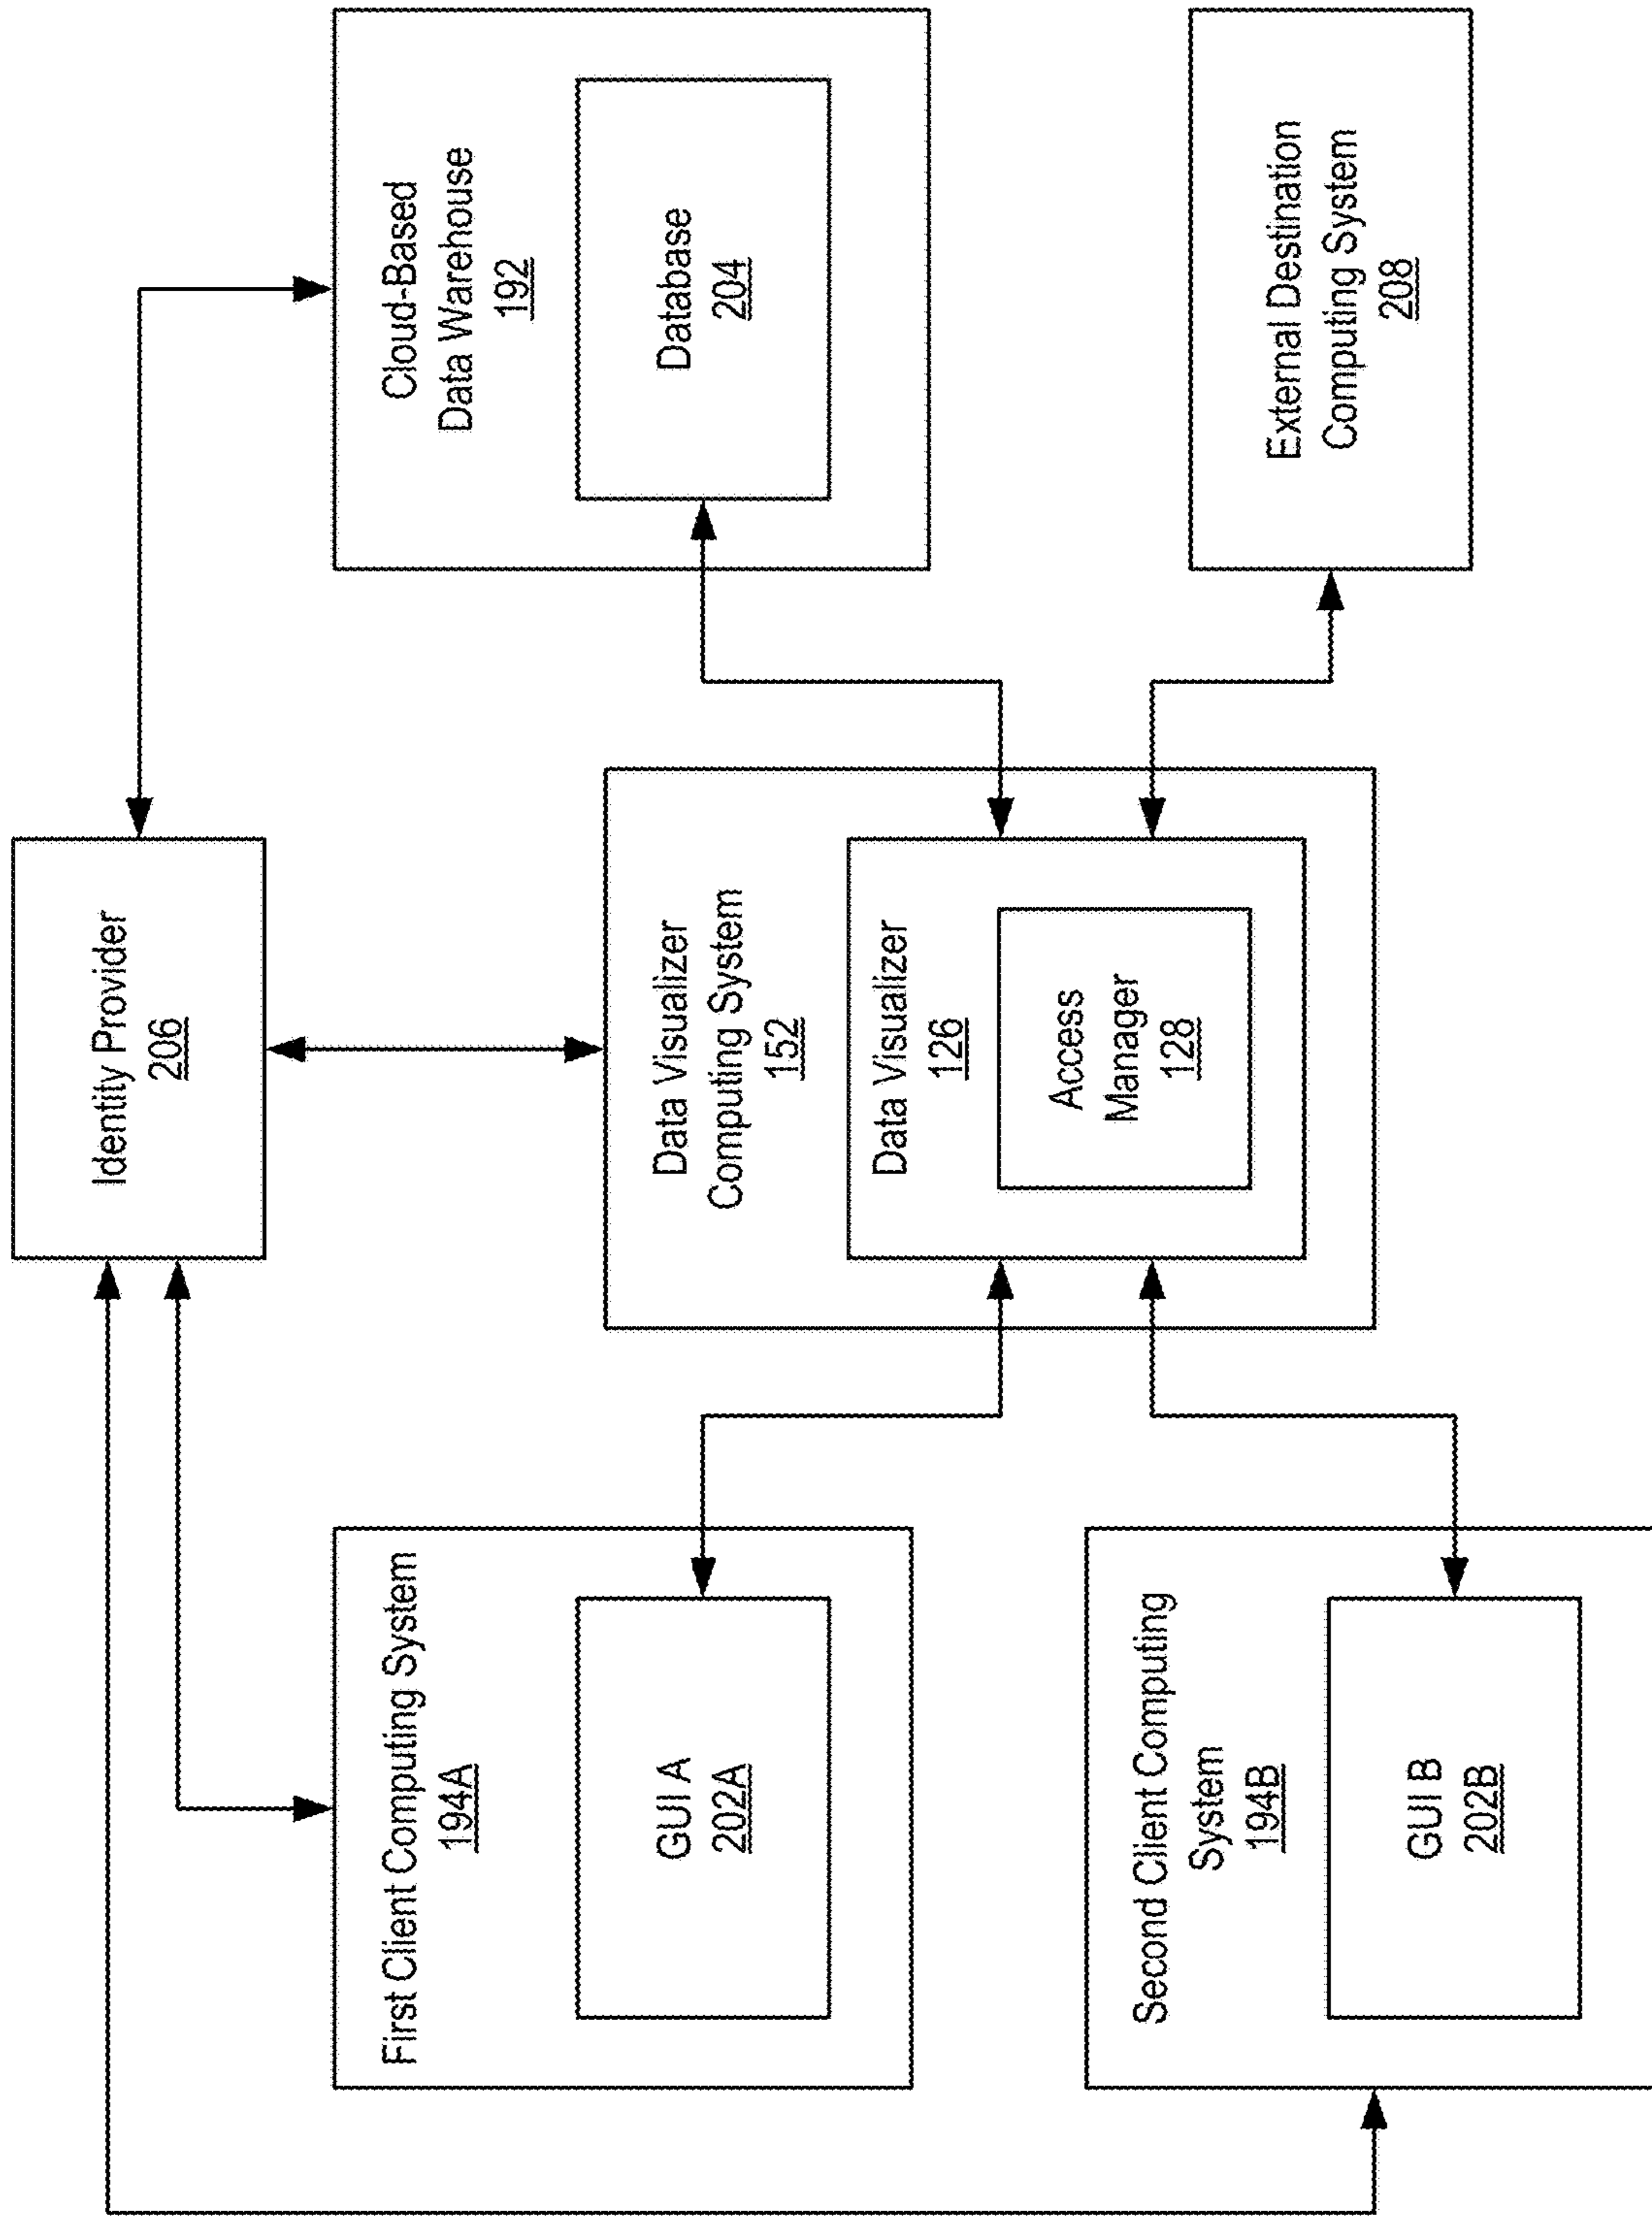 Identity Provider
206
First Client Computing System
194A
GUI A
202A
Data Visualizer
Computing System
152
Data Visualizer
126
Access
Manager
128
Cloud-Based
Data Warehouse
192
Database
204
Second Client Computing
System
194B
GUI B
202B
External Destination
Computing System
208